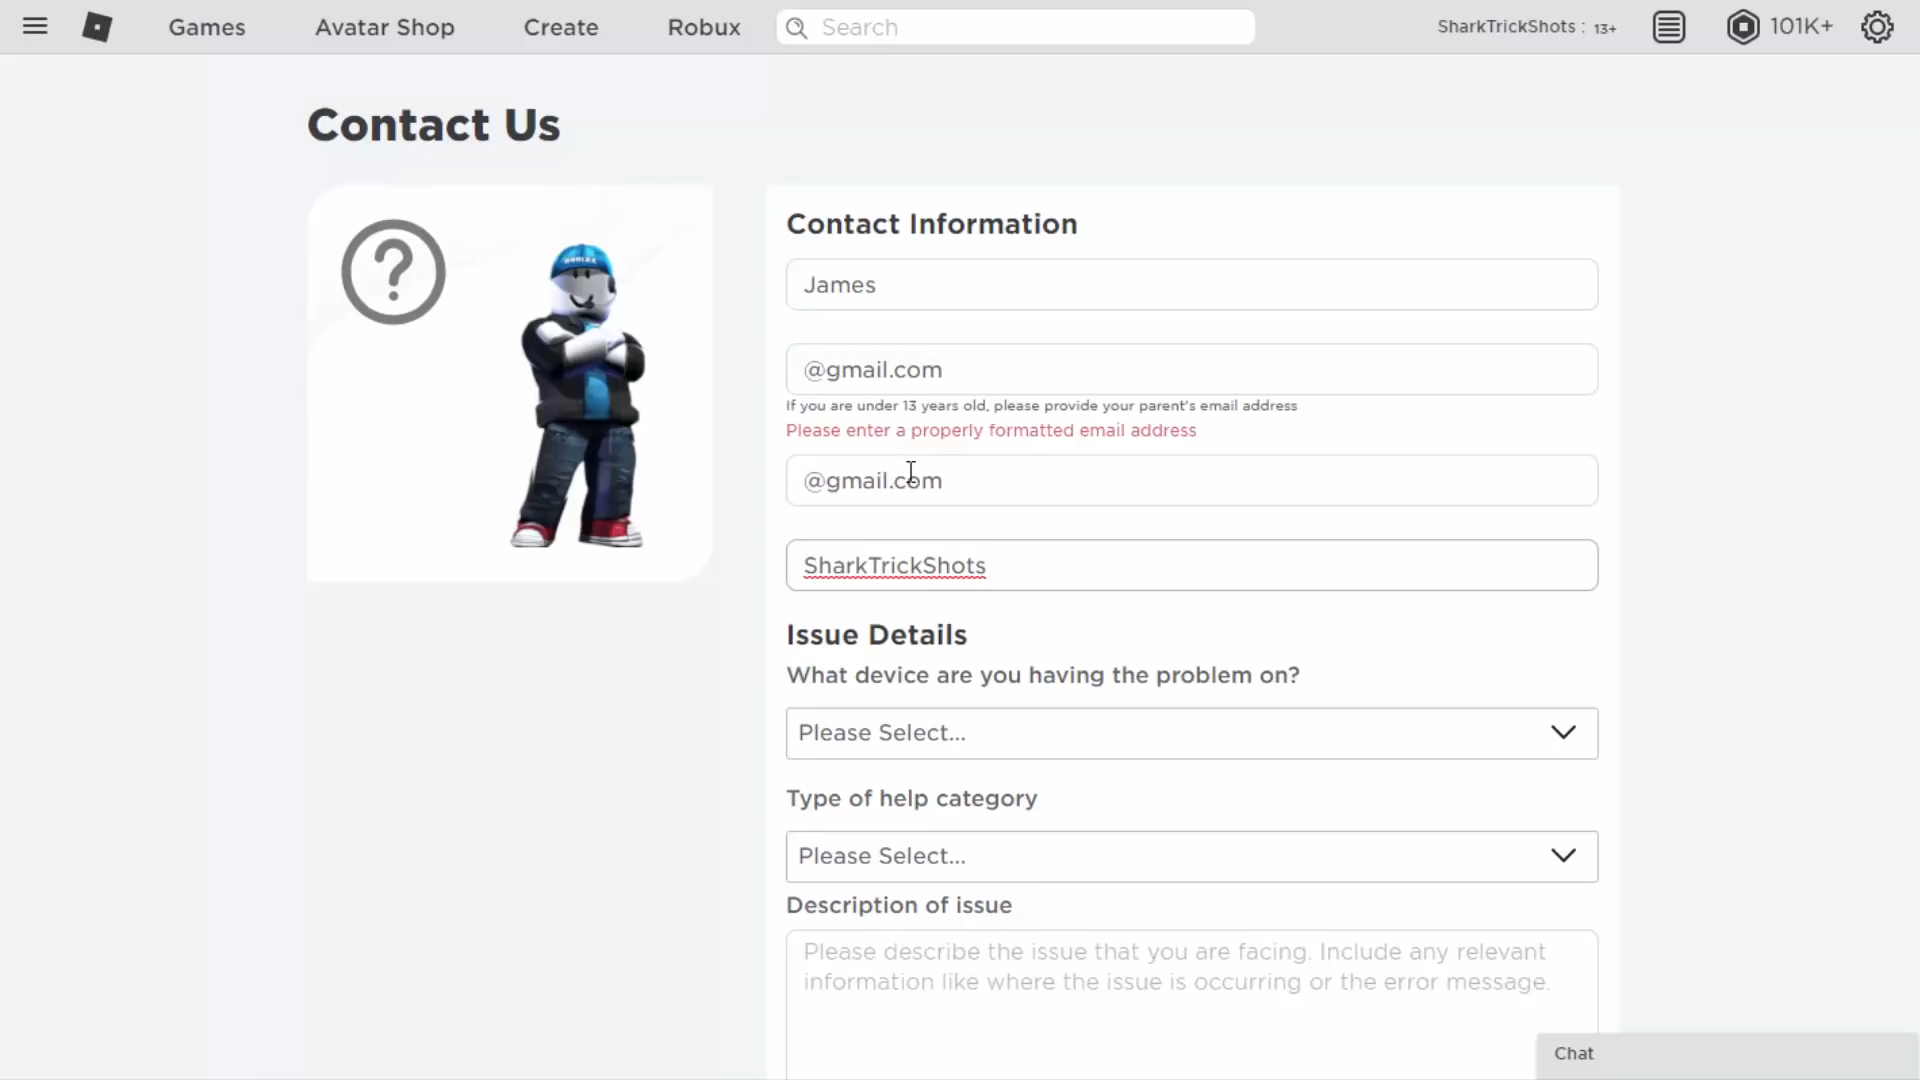 Games
Avatar Shop
Create
Robux
Search
SharkTrickShots : 13+
101K+
Contact Us
Contact Information
James
@gmail.com
If you are under 13 years old, please provide your parent's email address
Please enter a properly formatted email address
@gmail.com
SharkTrickShots
Issue Details
What device are you having the problem on?
Please Select...
Type of help category
Please Select...
Description of issue
Please describe the issue that you are facing. Include any relevant
information like where the issue is occurring or the error message.
Chat
ROBLOX